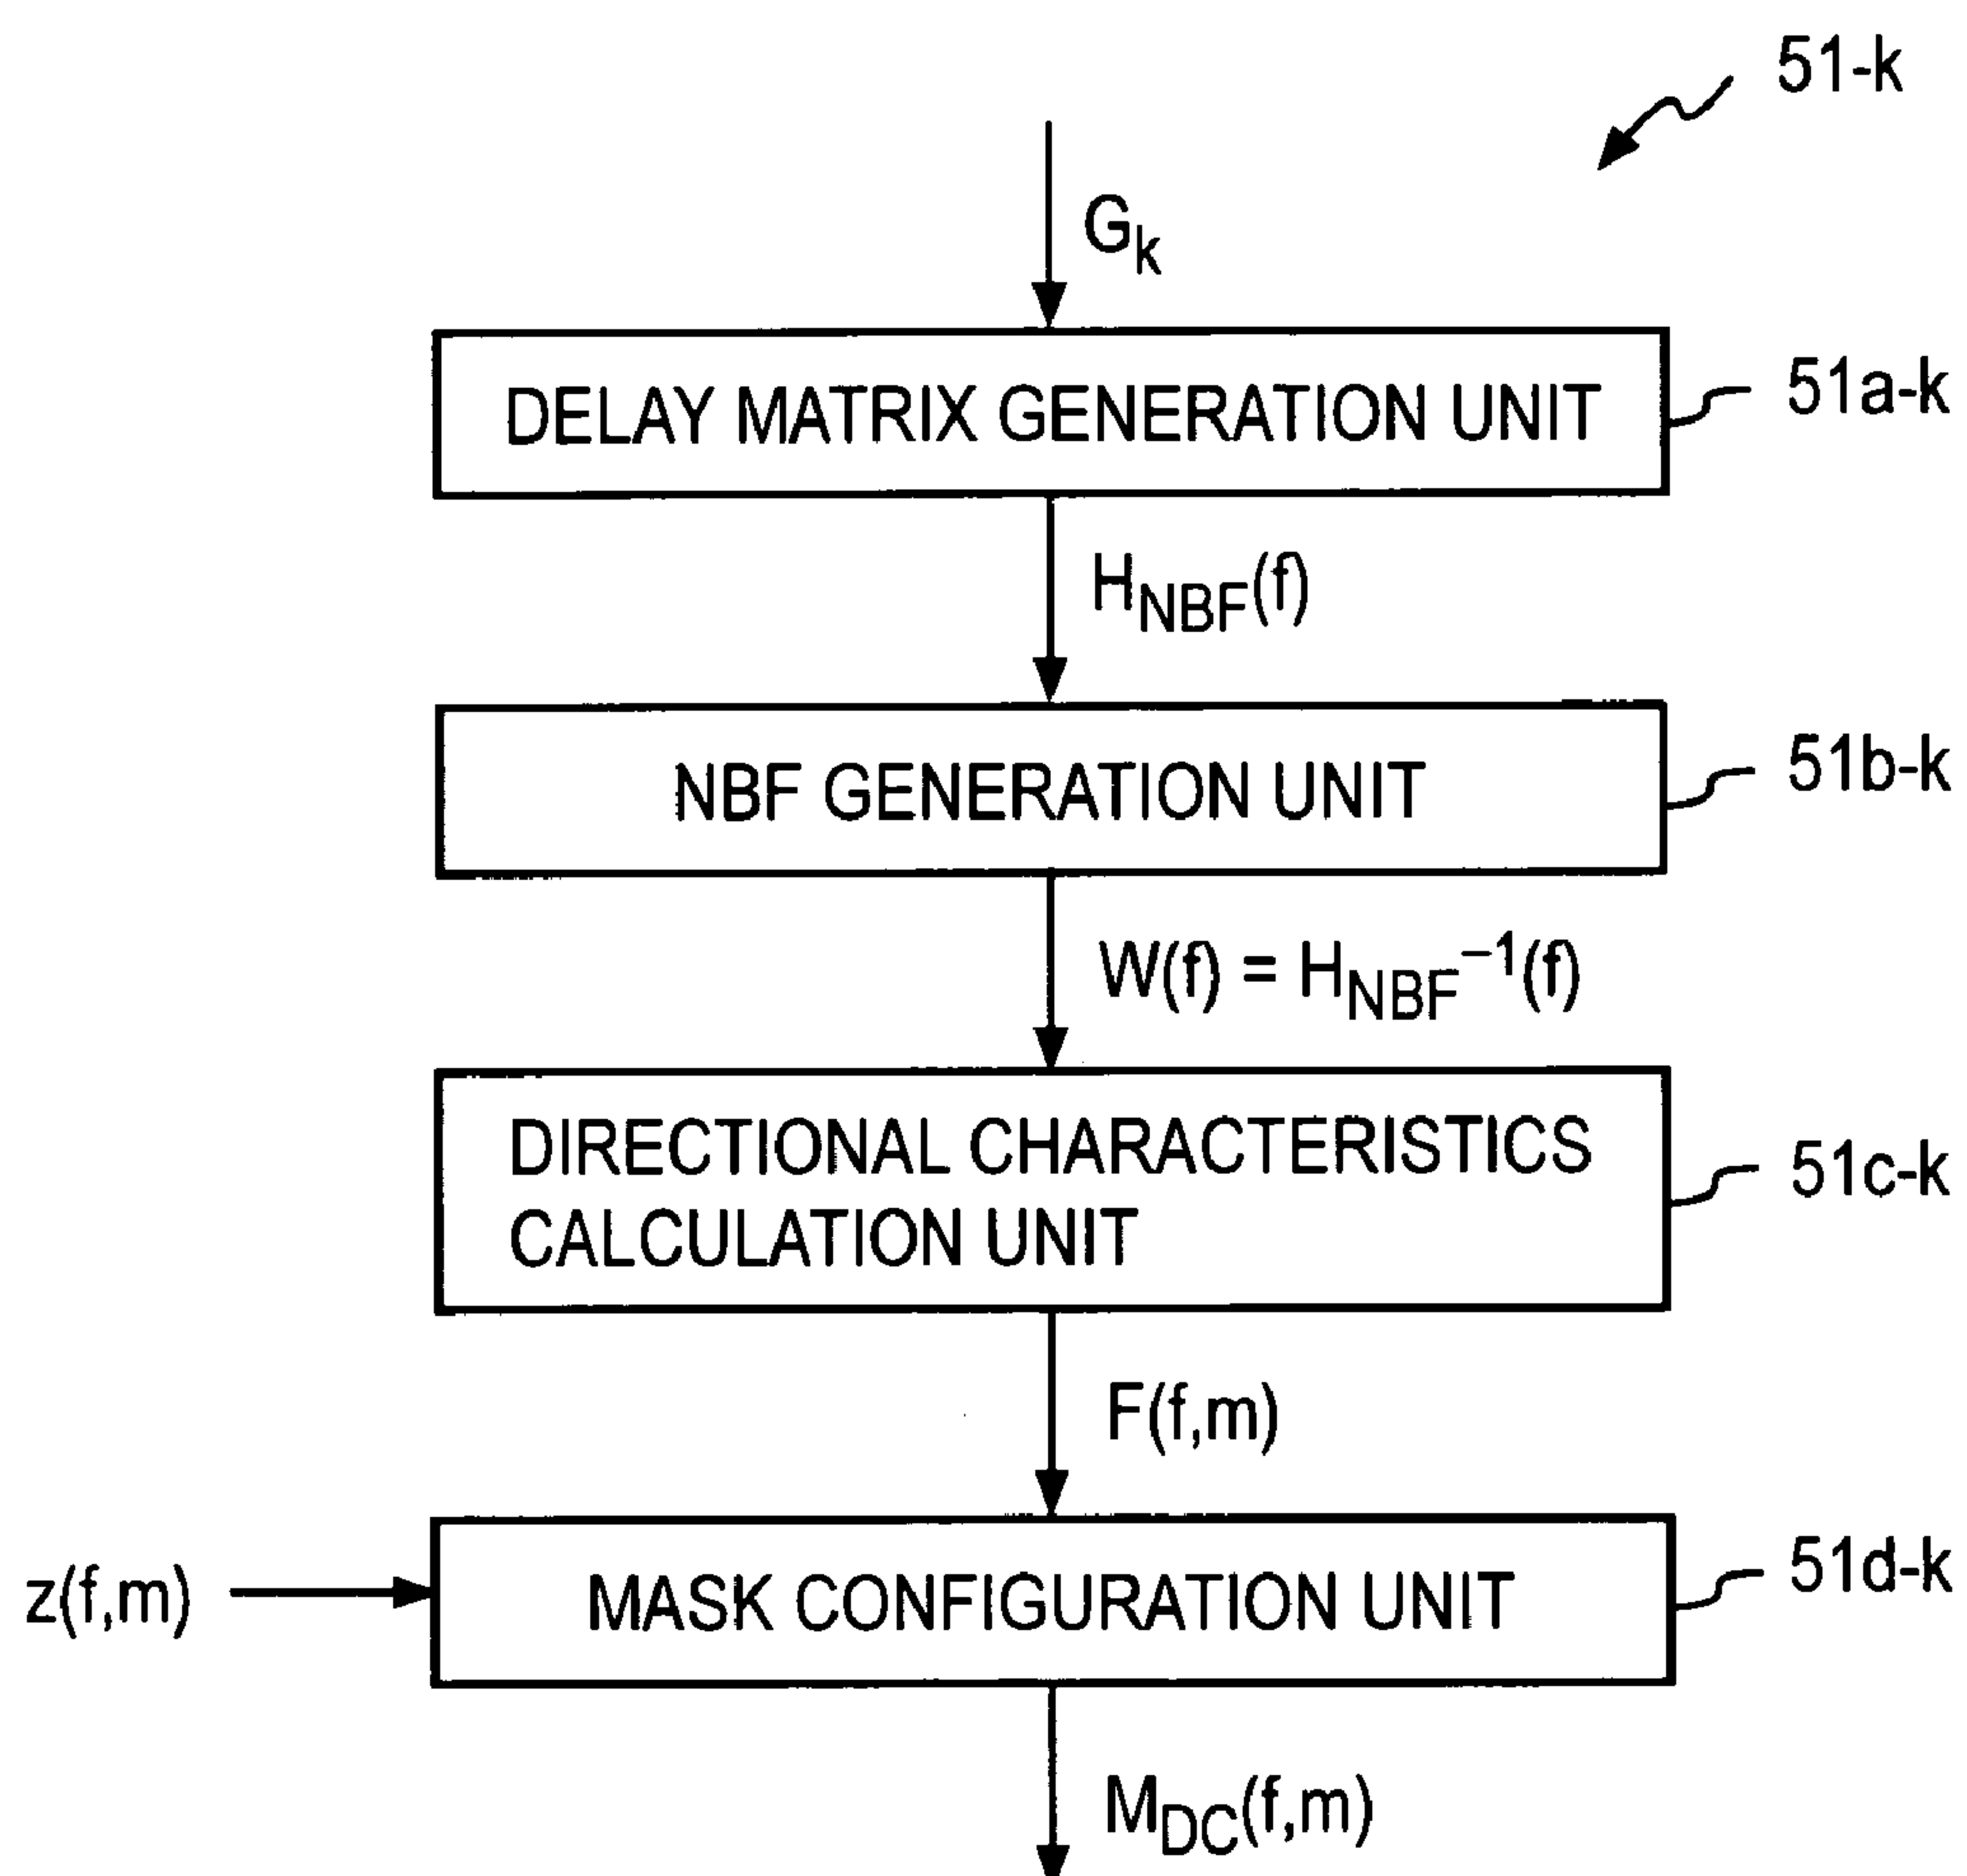 51-k
G_k
DELAY MATRIX GENERATION UNIT
51a-k
H_NBF(f)
NBF GENERATION UNIT
51b-k
W(f) = H_NBF^−1(f)
DIRECTIONAL CHARACTERISTICS
CALCULATION UNIT
51c-k
F(f,m)
z(f,m)
MASK CONFIGURATION UNIT
51d-k
M_DC(f,m)